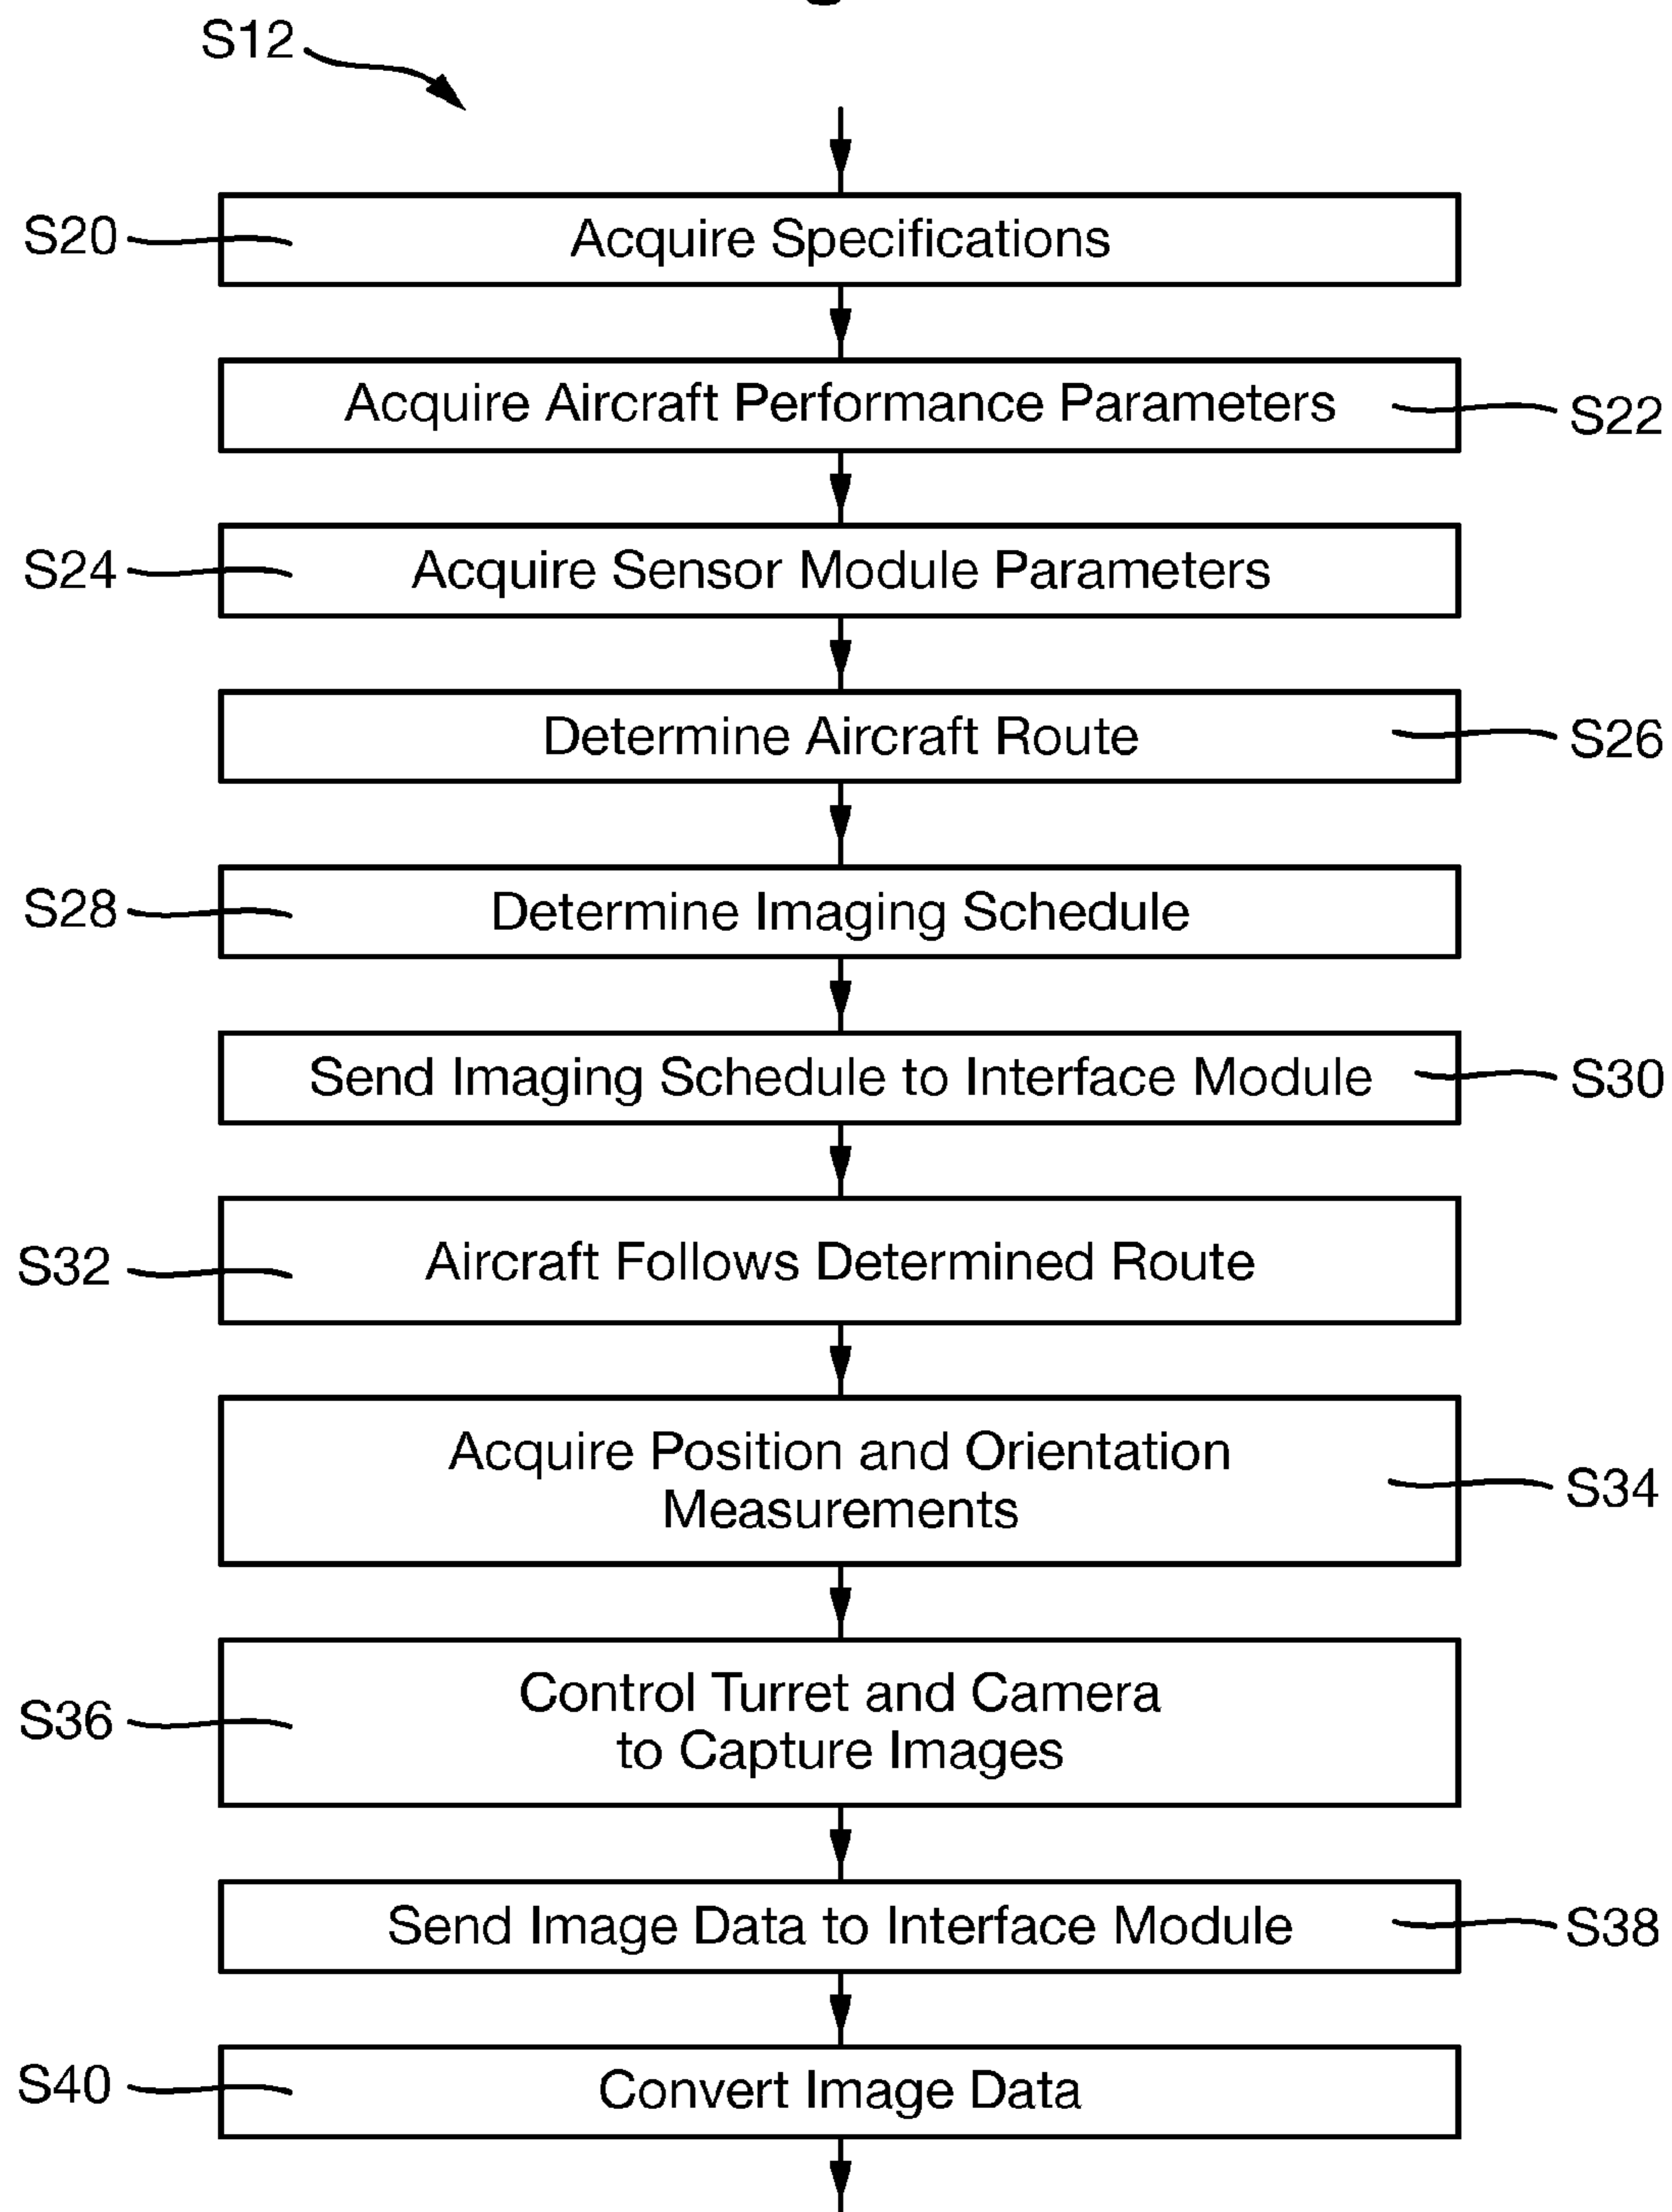 S12
S20
Acquire Specifications
Acquire Aircraft Performance Parameters
S22
S24
Acquire Sensor Module Parameters
Determine Aircraft Route
S26
S28
Determine Imaging Schedule
Send Imaging Schedule to Interface Module
S30
S32
Aircraft Follows Determined Route
Acquire Position and Orientation
Measurements
S34
S36
Control Turret and Camera
to Capture Images
Send Image Data to Interface Module
S38
S40
Convert Image Data